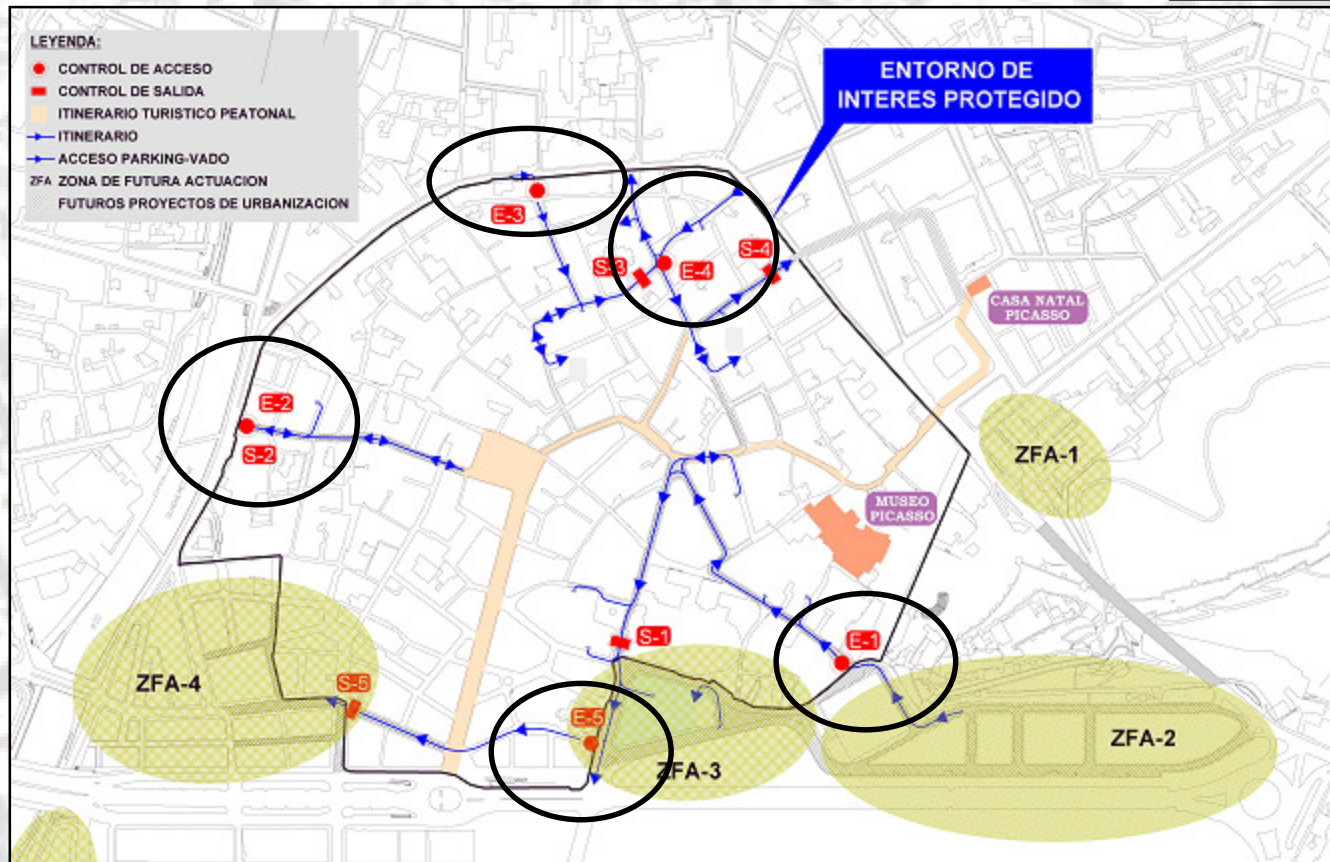 LEYENDA:
CONTROL DE ACCESO
CONTROL DE SALIDA
ITINERARIO TURISTICO PEATONAL
ITINERARIO
ACCESO PARKING-VADO
ZFA ZONA DE FUTURA ACTUACION
FUTUROS PROYECTOS DE URBANIZACION
ENTORNO DE
INTERES PROTEGIDO
E-3
S-3
E-4
S-4
CASA NATAL
PICASSO
E-2
S-2
ZFA-1
MUSEO
PICASSO
S-1
E-1
ZFA-4
S-5
E-5
ZFA-3
ZFA-2